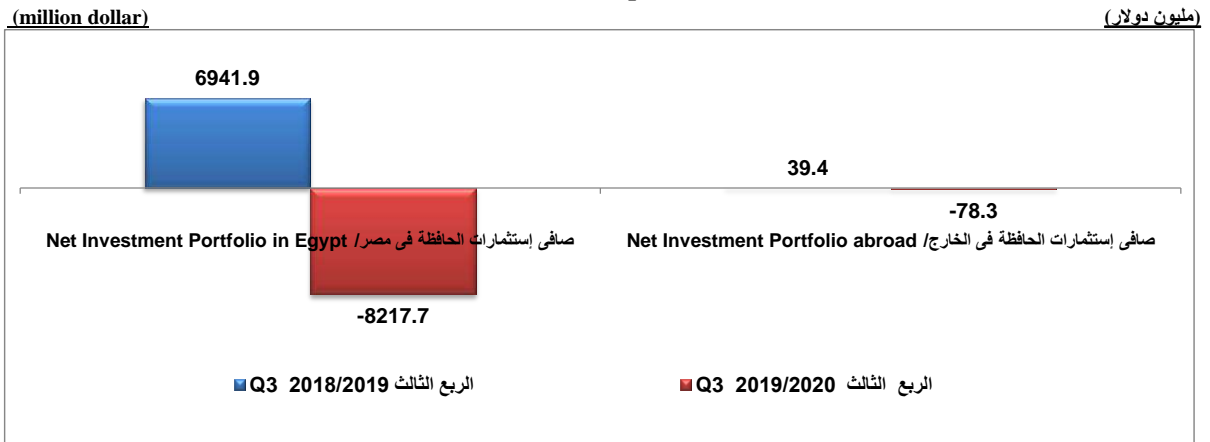 (million dollar) (مليون دولار)
6941.9
39.4
-78.3
Net Investment Portfolio in Egypt /صافى إستثمارات الحافظة فى مصر
Net Investment Portfolio abroad /صافى إستثمارات الحافظة فى الخارج
-8217.7
الربع الثالث Q3 2018/2019
الربع الثالث Q3 2019/2020